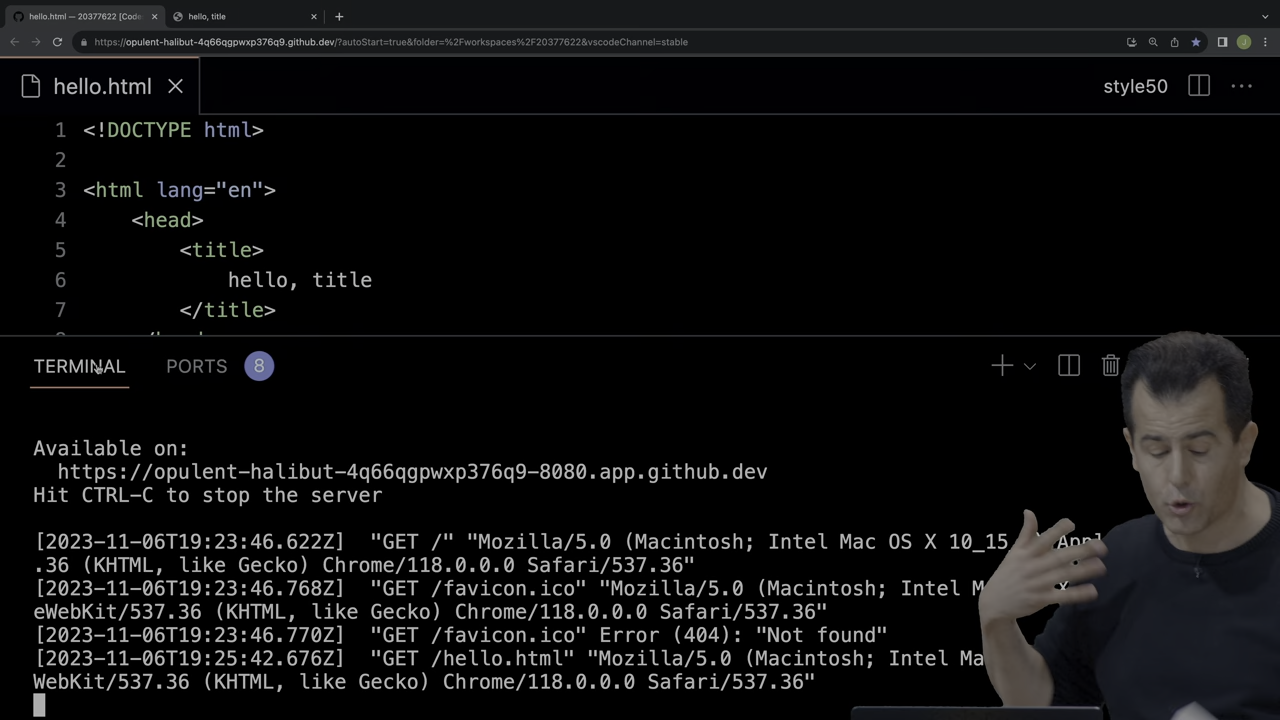 hello.html — 20377622 [Code
hello, title
https://opulent-halibut-4q66qgpwxp376q9.github.dev/?autoStart=true&folder=%2Fworkspaces%2F20377622&vscodeChannel=stable
J
hello.html
style50
1 <!DOCTYPE html>
2
3 <html lang="en">
4 <head>
5 <title>
6 hello, title
7 </title>
TERMINAL PORTS 8
Available on:
https://opulent-halibut-4q66qgpwxp376q9-8080.app.github.dev
Hit CTRL-C to stop the server
[2023-11-06T19:23:46.622Z] "GET /" "Mozilla/5.0 (Macintosh; Intel Mac OS X 10_15_ Appl
.36 (KHTML, like Gecko) Chrome/118.0.0.0 Safari/537.36"
[2023-11-06T19:23:46.768Z] "GET /favicon.ico" "Mozilla/5.0 (Macintosh; Intel M X
eWebKit/537.36 (KHTML, like Gecko) Chrome/118.0.0.0 Safari/537.36"
[2023-11-06T19:23:46.770Z] "GET /favicon.ico" Error (404): "Not found"
[2023-11-06T19:25:42.676Z] "GET /hello.html" "Mozilla/5.0 (Macintosh; Intel Ma
WebKit/537.36 (KHTML, like Gecko) Chrome/118.0.0.0 Safari/537.36"